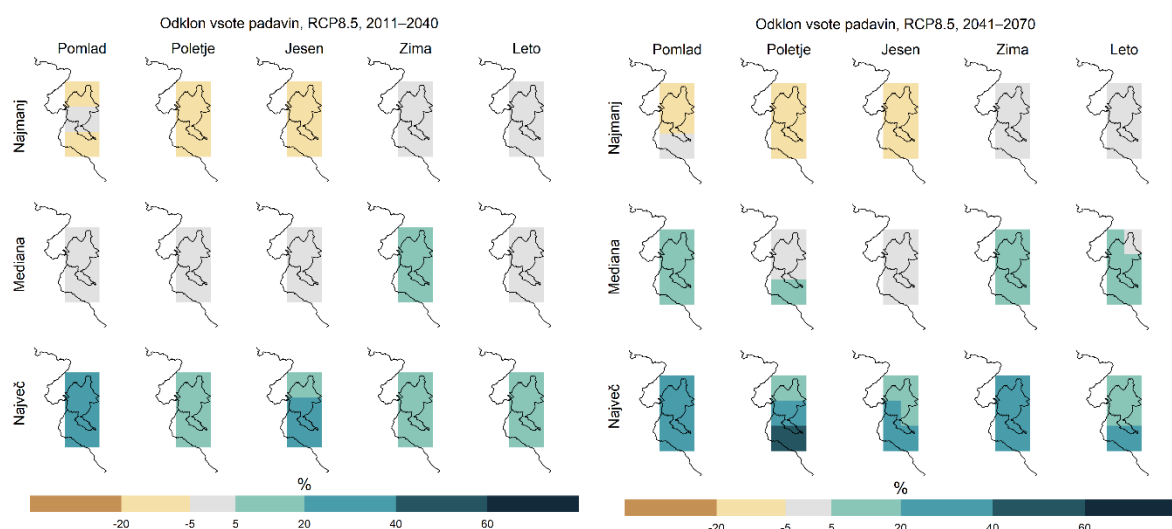 Odklon vsote padavin, RCP8.5, 2011–2040
Pomlad Poletje Jesen Zima Leto
Najmanj
Mediana
Največ
%
-20 -5 5 20 40 60
Odklon vsote padavin, RCP8.5, 2041–2070
Pomlad Poletje Jesen Zima Leto
Najmanj
Mediana
Največ
%
-20 -5 5 20 40 60